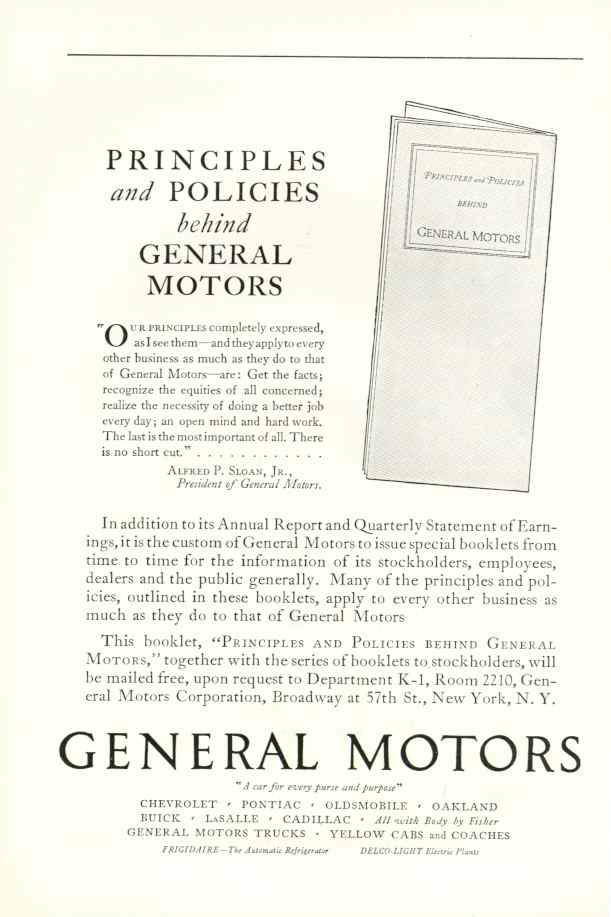 PRINCIPLES
and POLICIES
behind
GENERAL
MOTORS
PRINCIPLES and POLICIES
BEHIND
GENERAL MOTORS
"OUR PRINCIPLES completely expressed,
as I see them—and they apply to every
other business as much as they do to that
of General Motors—are: Get the facts;
recognize the equities of all concerned;
realize the necessity of doing a better job
every day; an open mind and hard work.
The last is the most important of all. There
is no short cut." . . . . . . . . . . . .
ALFRED P. SLOAN, JR.,
President of General Motors.
In addition to its Annual Report and Quarterly Statement of Earn-
ings, it is the custom of General Motors to issue special booklets from
time to time for the information of its stockholders, employees,
dealers and the public generally. Many of the principles and pol-
icies, outlined in these booklets, apply to every other business as
much as they do to that of General Motors
This booklet, "PRINCIPLES AND POLICIES BEHIND GENERAL
MOTORS," together with the series of booklets to stockholders, will
be mailed free, upon request to Department K-1, Room 2210, Gen-
eral Motors Corporation, Broadway at 57th St., New York, N. Y.
GENERAL MOTORS
"A car for every purse and purpose"
CHEVROLET · PONTIAC · OLDSMOBILE · OAKLAND
BUICK · LASALLE · CADILLAC · All with Body by Fisher
GENERAL MOTORS TRUCKS · YELLOW CABS and COACHES
FRIGIDAIRE—The Automatic Refrigerator DELCO-LIGHT Electric Plants